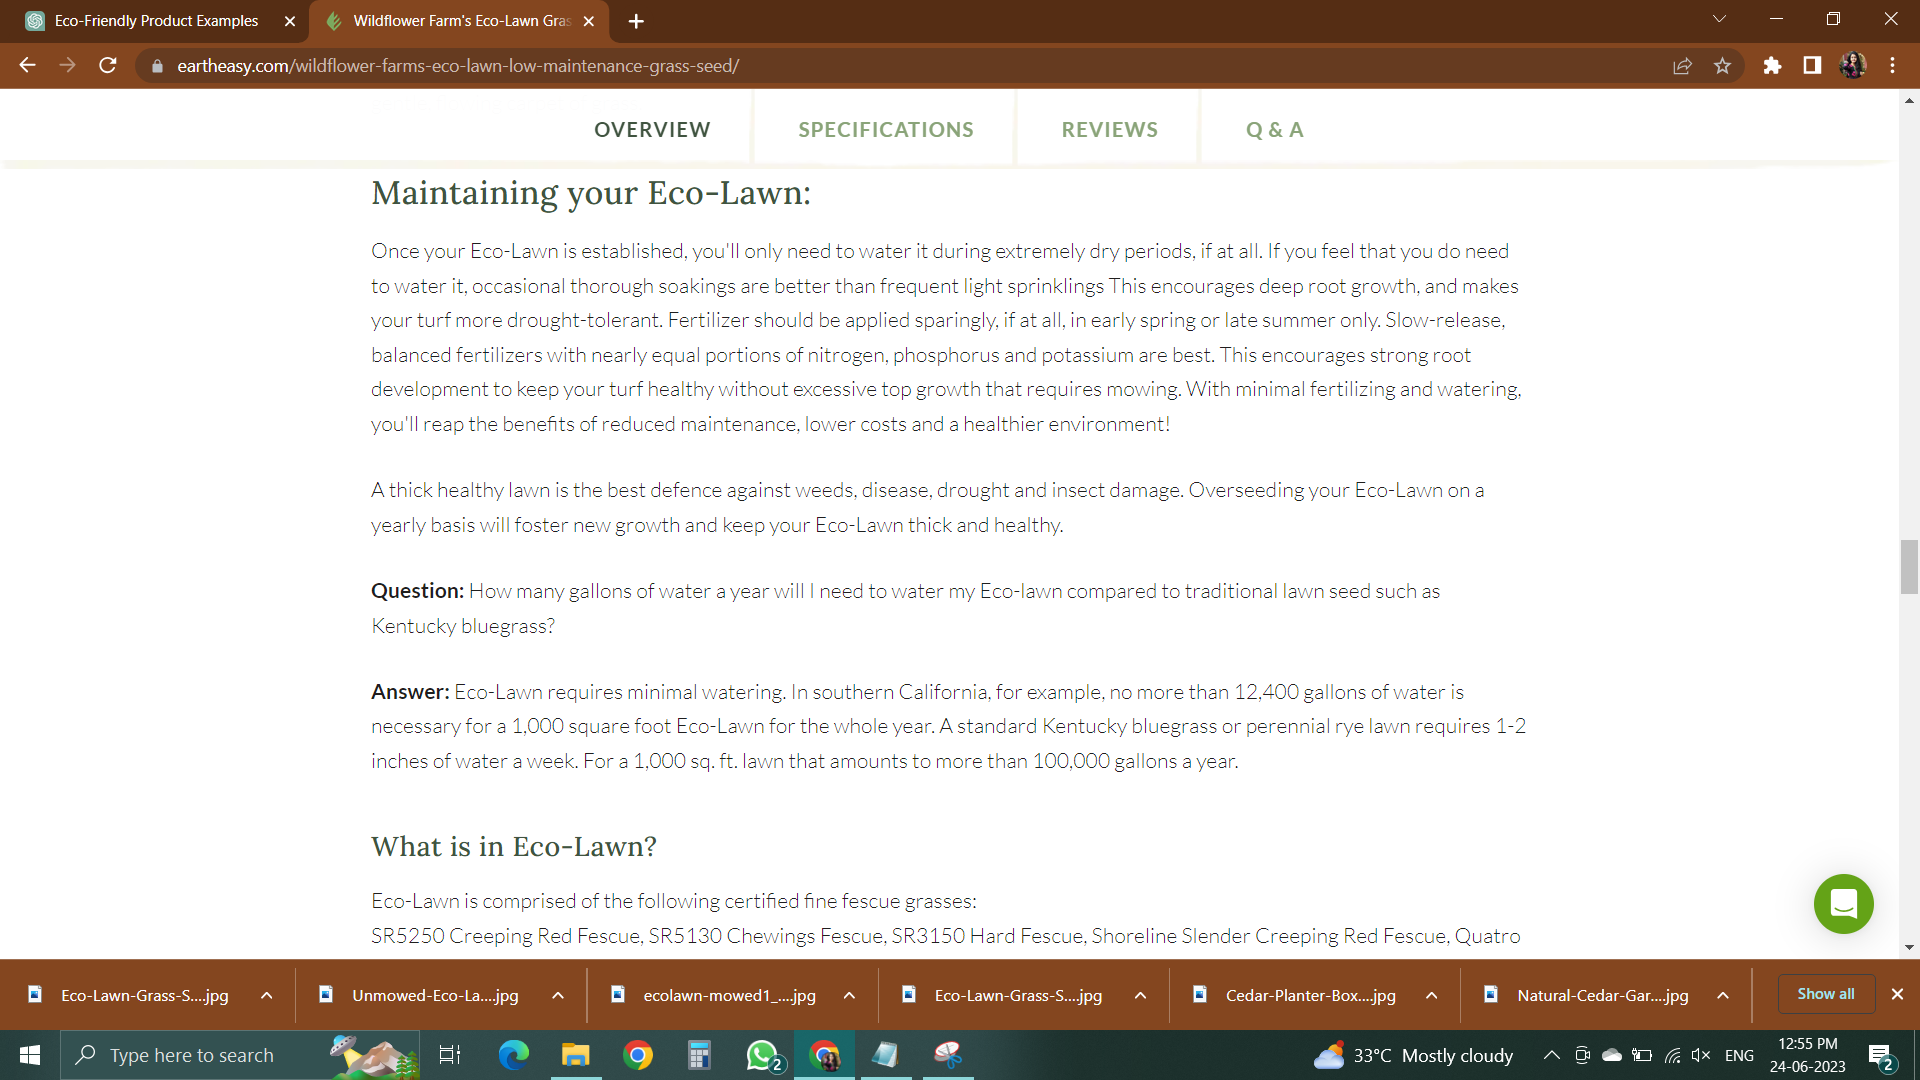 Eco-Friendly Product Examples
Wildflower Farm's Eco-Lawn Gras
eartheasy.com/wildflower-farms-eco-lawn-low-maintenance-grass-seed/
OVERVIEW
SPECIFICATIONS
REVIEWS
Q & A
Maintaining your Eco-Lawn:
Once your Eco-Lawn is established, you'll only need to water it during extremely dry periods, if at all. If you feel that you do need
to water it, occasional thorough soakings are better than frequent light sprinklings This encourages deep root growth, and makes
your turf more drought-tolerant. Fertilizer should be applied sparingly, if at all, in early spring or late summer only. Slow-release,
balanced fertilizers with nearly equal portions of nitrogen, phosphorus and potassium are best. This encourages strong root
development to keep your turf healthy without excessive top growth that requires mowing. With minimal fertilizing and watering,
you'll reap the benefits of reduced maintenance, lower costs and a healthier environment!
A thick healthy lawn is the best defence against weeds, disease, drought and insect damage. Overseeding your Eco-Lawn on a
yearly basis will foster new growth and keep your Eco-Lawn thick and healthy.
Question: How many gallons of water a year will I need to water my Eco-lawn compared to traditional lawn seed such as
Kentucky bluegrass?
Answer: Eco-Lawn requires minimal watering. In southern California, for example, no more than 12,400 gallons of water is
necessary for a 1,000 square foot Eco-Lawn for the whole year. A standard Kentucky bluegrass or perennial rye lawn requires 1-2
inches of water a week. For a 1,000 sq. ft. lawn that amounts to more than 100,000 gallons a year.
What is in Eco-Lawn?
Eco-Lawn is comprised of the following certified fine fescue grasses:
SR5250 Creeping Red Fescue, SR5130 Chewings Fescue, SR3150 Hard Fescue, Shoreline Slender Creeping Red Fescue, Quatro
Eco-Lawn-Grass-S....jpg
Unmowed-Eco-La....jpg
ecolawn-mowed1_....jpg
Eco-Lawn-Grass-S....jpg
Cedar-Planter-Box....jpg
Natural-Cedar-Gar....jpg
Show all
Type here to search
2
33°C Mostly cloudy
ENG
12:55 PM
24-06-2023
2